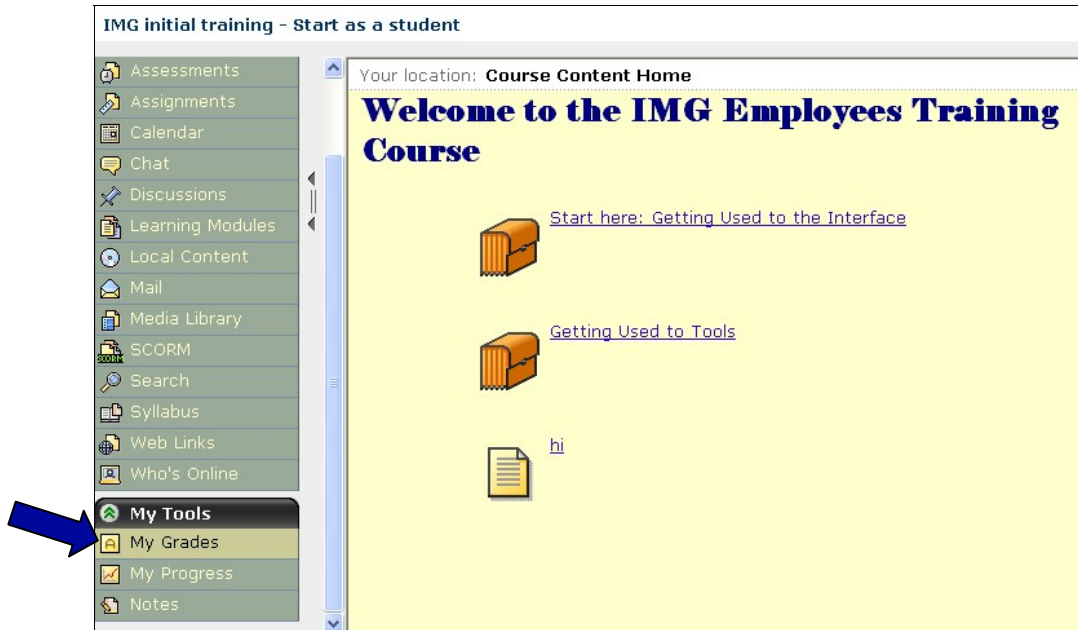 IMG initial training - Start as a student
Assessments
Assignments
Calendar
Chat
Discussions
Learning Modules
Local Content
Mail
Media Library
SCORM
SCORM
Search
Syllabus
Web Links
Who's Online
My Tools
A My Grades
My Progress
Notes
Your location: Course Content Home
Welcome to the IMG Employees Training
Course
Start here: Getting Used to the Interface
Getting Used to Tools
hi